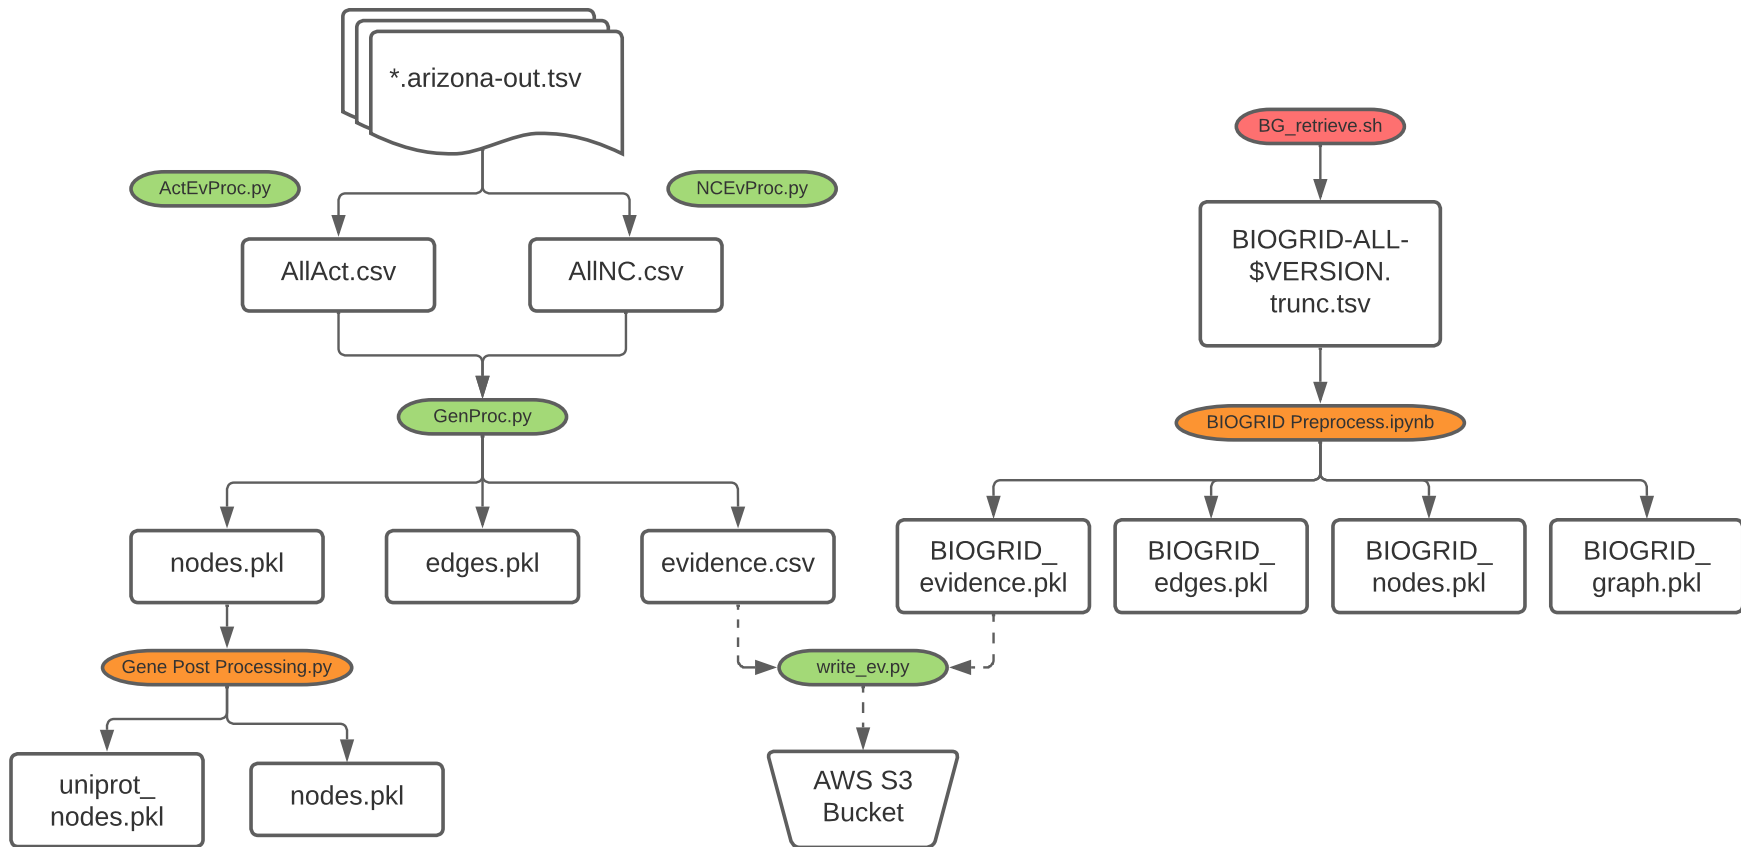 *.arizona-out.tsv
BG_retrieve.sh
ActEvProc.py
NCEvProc.py
AllAct.csv
AllNC.csv
BIOGRID-ALL-
$VERSION.
trunc.tsv
GenProc.py
BIOGRID Preprocess.ipynb
nodes.pkl
edges.pkl
evidence.csv
BIOGRID_
evidence.pkl
BIOGRID_
edges.pkl
BIOGRID_
nodes.pkl
BIOGRID_
graph.pkl
Gene Post Processing.py
write_ev.py
uniprot_
nodes.pkl
nodes.pkl
AWS S3
Bucket